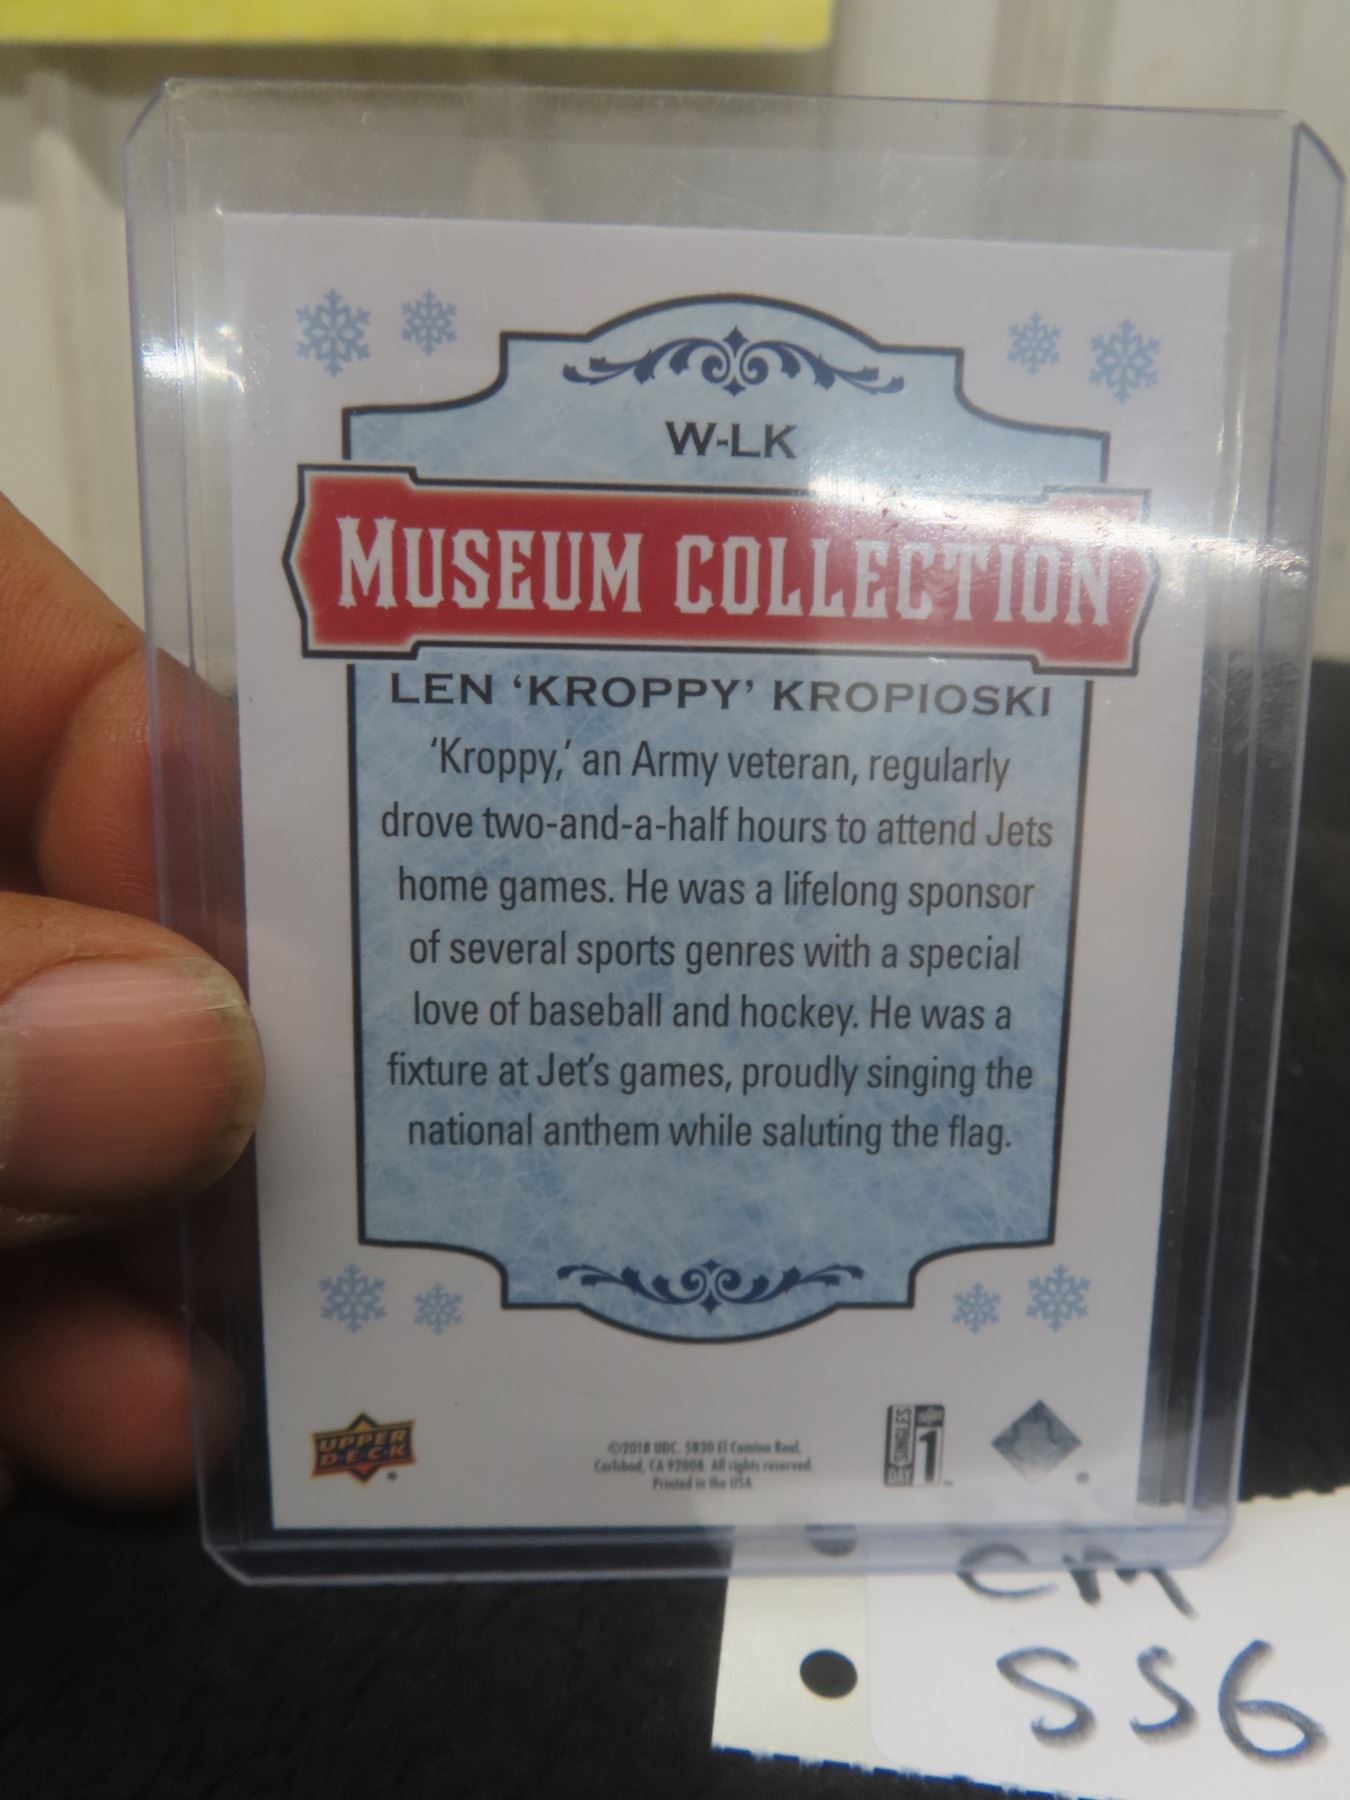 W-LK
MUSEUM COLLECTION
LEN ‘KROPPY’ KROPIOSKI
‘Kroppy,’ an Army veteran, regularly
drove two-and-a-half hours to attend Jets
home games. He was a lifelong sponsor
of several sports genres with a special
love of baseball and hockey. He was a
fixture at Jet’s games, proudly singing the
national anthem while saluting the flag.
UPPER
D·E·C·K
©2018 UDC. 5830 El Camino Real,
Carlsbad, CA 92008. All rights reserved.
Printed in the USA.
SINGLES
DAY
1
CM
556